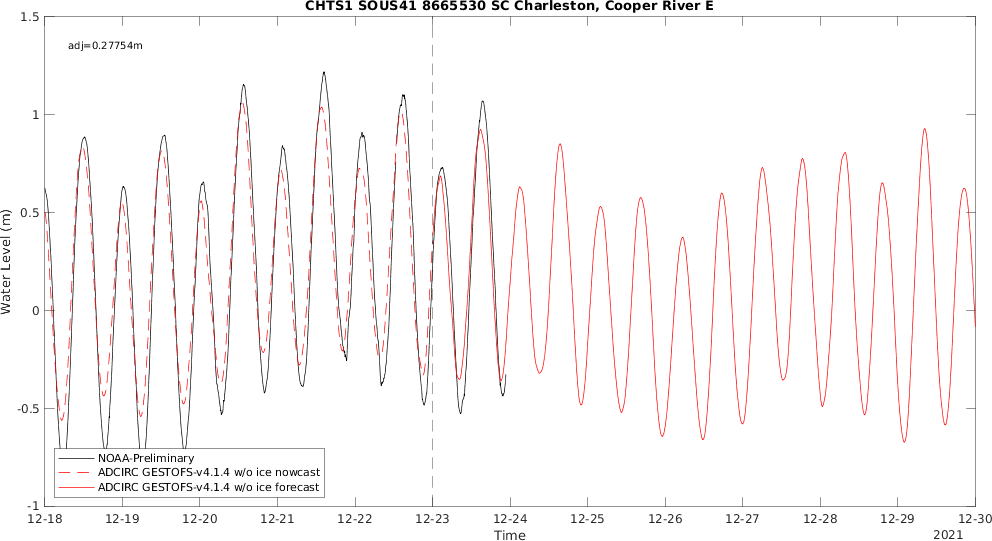 CHTS1 SOUS41 8665530 SC Charleston, Cooper River E
1.5
adj=0.27754m
1
0.5
0
-0.5
-1
Water Level (m)
NOAA-Preliminary
ADCIRC GESTOFS-v4.1.4 w/o ice nowcast
ADCIRC GESTOFS-v4.1.4 w/o ice forecast
12-18 12-19 12-20 12-21 12-22 12-23 12-24 12-25 12-26 12-27 12-28 12-29 12-30
Time
2021